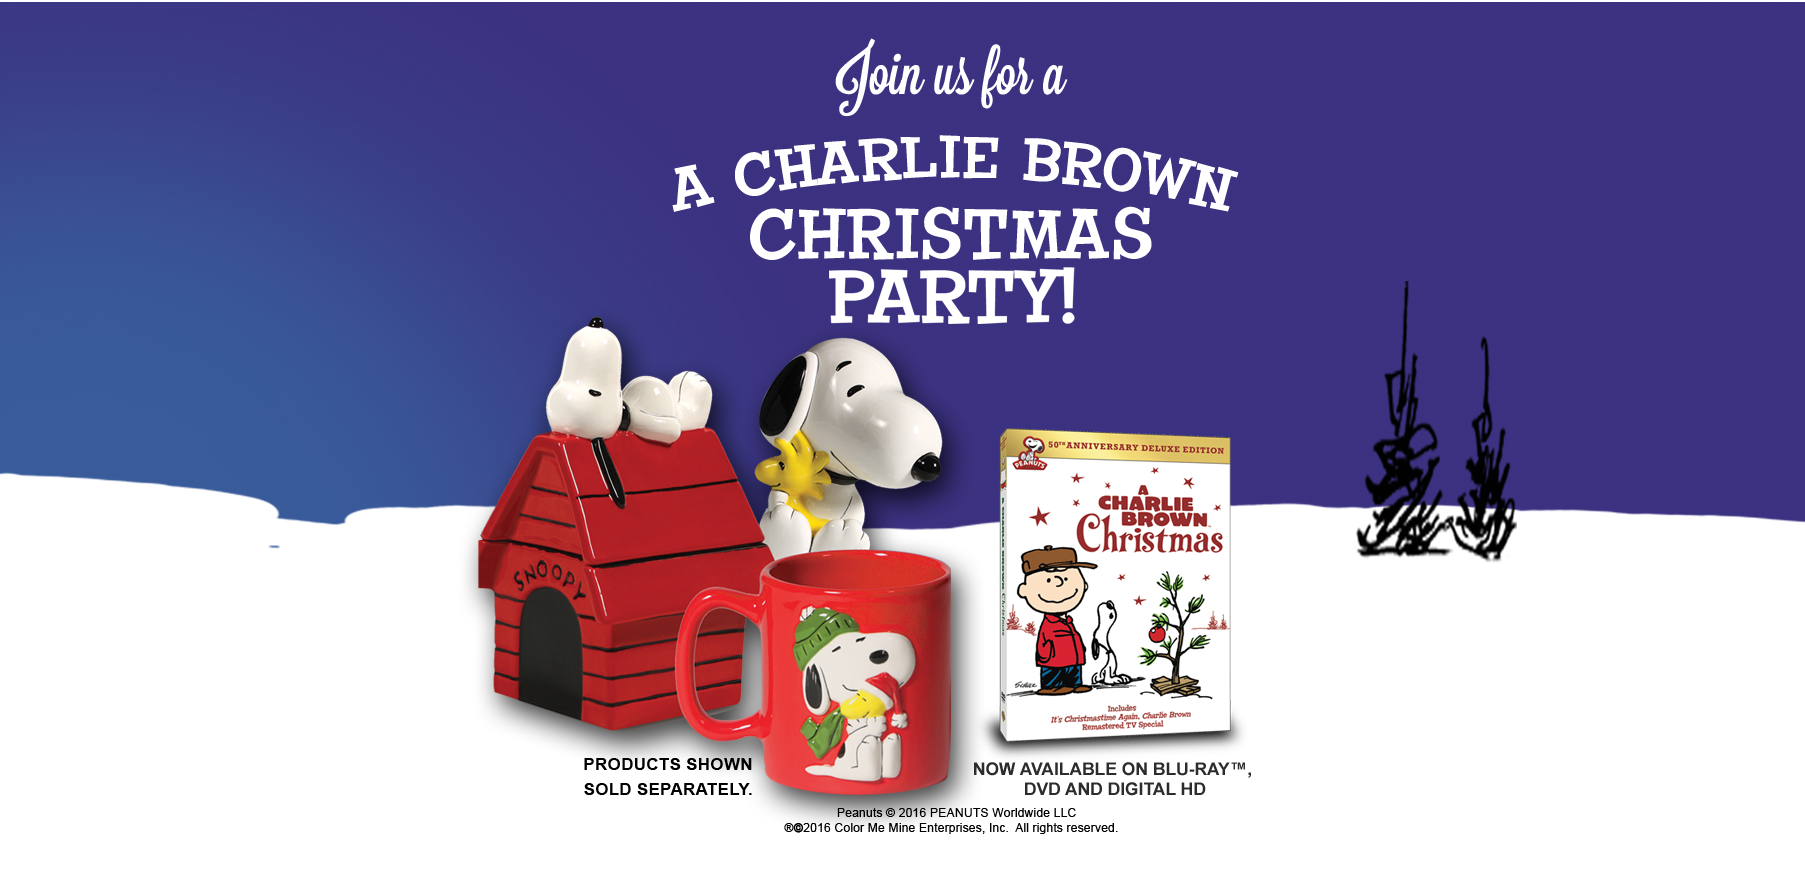 Join us for a
A CHARLIE BROWN
CHRISTMAS
PARTY!
SNOOPY
50TH ANNIVERSARY DELUXE EDITION
PEANUTS
A
CHARLIE
BROWN™
Christmas
Includes
It's Christmastime Again, Charlie Brown
Remastered TV Special
PRODUCTS SHOWN
SOLD SEPARATELY.
NOW AVAILABLE ON BLU-RAY™,
DVD AND DIGITAL HD
Peanuts © 2016 PEANUTS Worldwide LLC
®©2016 Color Me Mine Enterprises, Inc. All rights reserved.